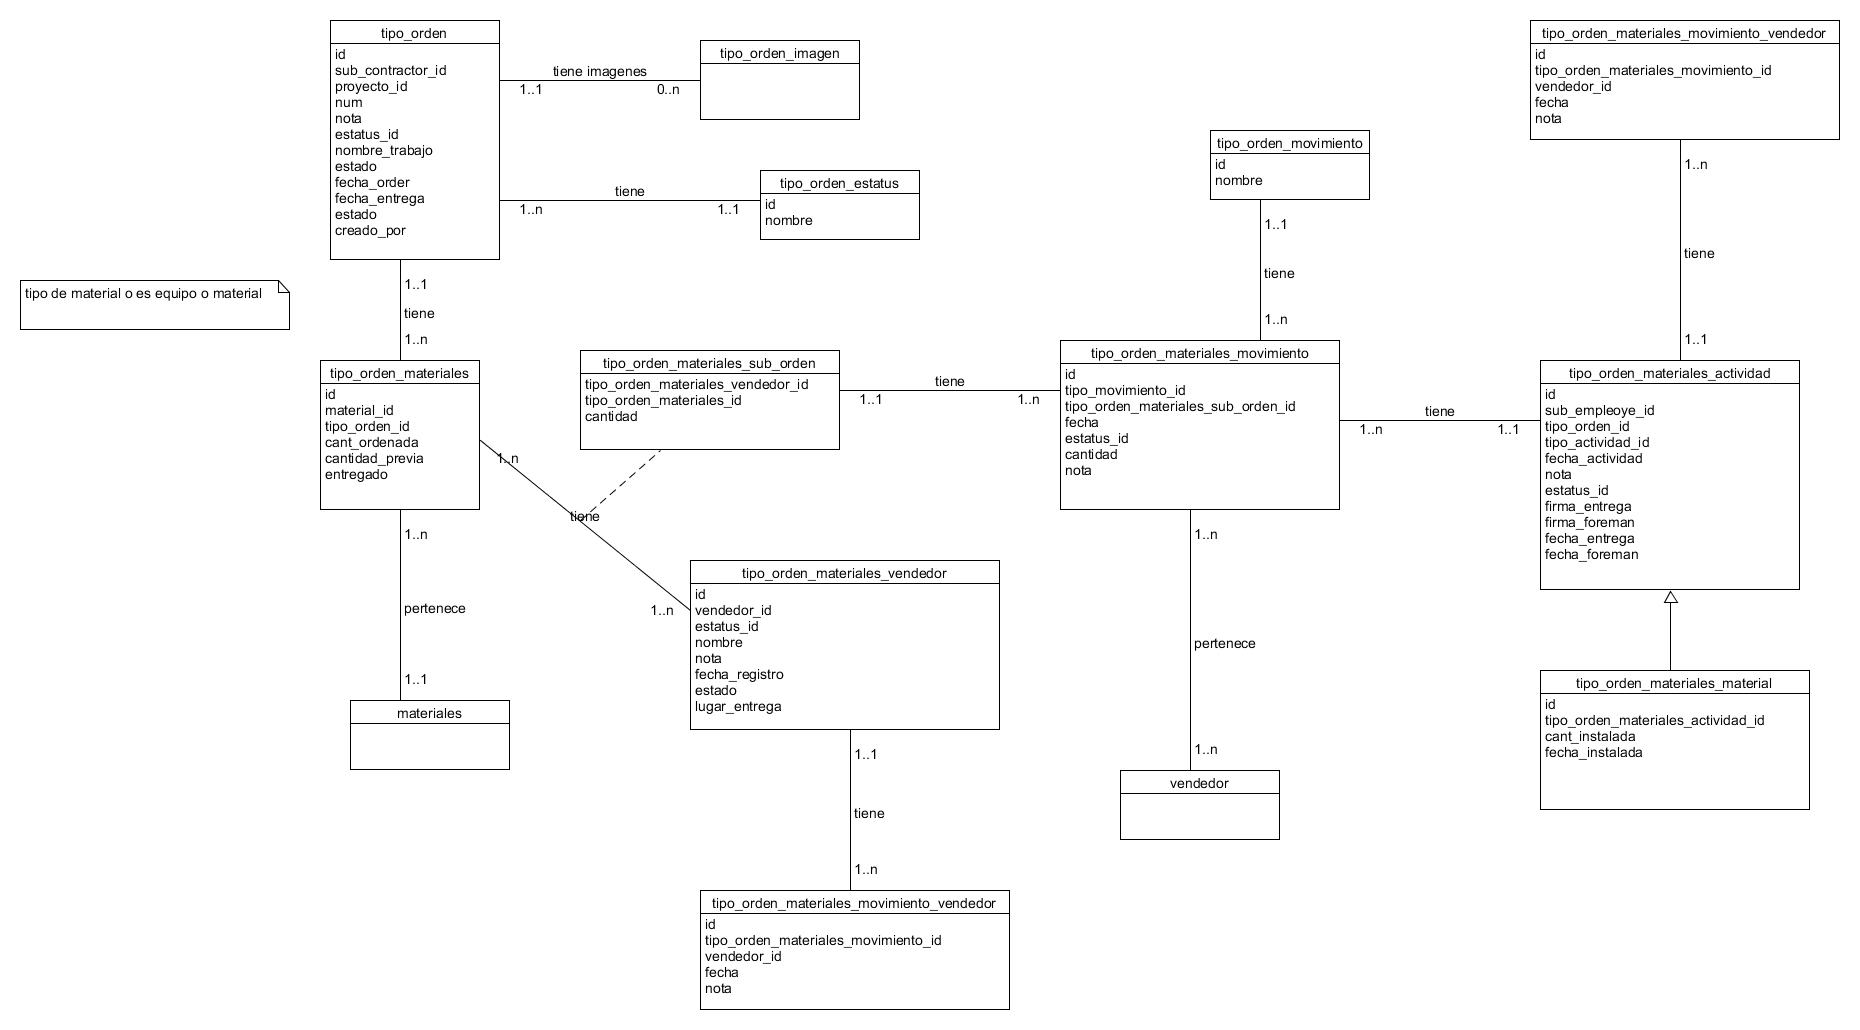 tipo_orden
id
sub_contractor_id
proyecto_id
num
nota
estatus_id
nombre_trabajo
estado
fecha_order
fecha_entrega
estado
creado_por
tiene imagenes
1..1
0..n
tipo_orden_imagen
tiene
1..n
1..1
tipo_orden_estatus
id
nombre
tipo_orden_movimiento
id
nombre
1..1
tiene
1..n
tipo_orden_materiales_movimiento_vendedor
id
tipo_orden_materiales_movimiento_id
vendedor_id
fecha
nota
1..n
tiene
1..1
tipo de material o es equipo o material
1..1
tiene
1..n
tipo_orden_materiales
id
material_id
tipo_orden_id
cant_ordenada
cantidad_previa
entregado
tipo_orden_materiales_sub_orden
tipo_orden_materiales_vendedor_id
tipo_orden_materiales_id
cantidad
tiene
1..1
1..n
tipo_orden_materiales_movimiento
id
tipo_movimiento_id
tipo_orden_materiales_sub_orden_id
fecha
estatus_id
cantidad
nota
tiene
1..n
1..1
tipo_orden_materiales_actividad
id
sub_empleoye_id
tipo_orden_id
tipo_actividad_id
fecha_actividad
nota
estatus_id
firma_entrega
firma_foreman
fecha_entrega
fecha_foreman
1..n
tiene
1..n
1..n
pertenece
1..1
materiales
tipo_orden_materiales_vendedor
id
vendedor_id
estatus_id
nombre
nota
fecha_registro
estado
lugar_entrega
1..n
pertenece
1..n
vendedor
tipo_orden_materiales_material
id
tipo_orden_materiales_actividad_id
cant_instalada
fecha_instalada
1..1
tiene
1..n
tipo_orden_materiales_movimiento_vendedor
id
tipo_orden_materiales_movimiento_id
vendedor_id
fecha
nota